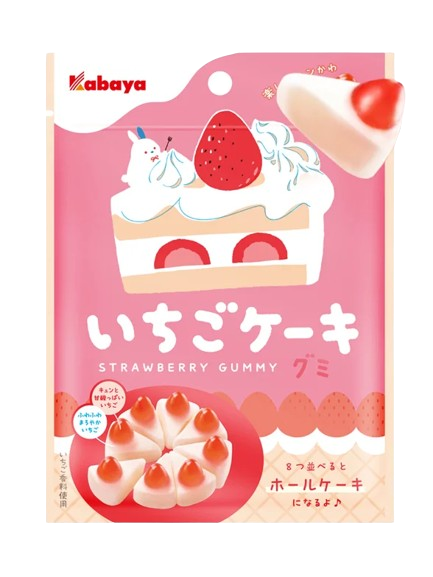 Kabaya
いちごケーキ
STRAWBERRY GUMMY グミ
キュンと
甘酸っぱい
いちご
ふわふわ
まろやか
いちご
いちご香料使用
8つ並べると
ホールケーキ
になるよ♪